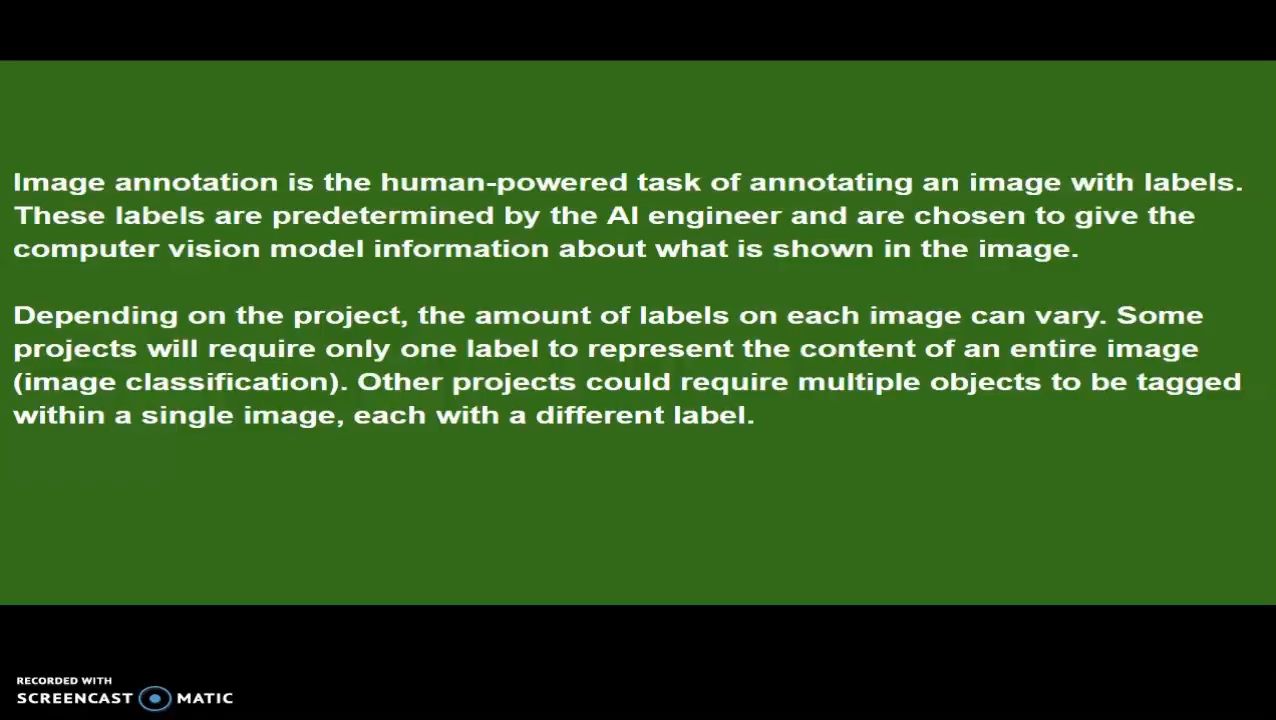 Image annotation is the human-powered task of annotating an image with labels.
These labels are predetermined by the AI engineer and are chosen to give the
computer vision model information about what is shown in the image.
Depending on the project, the amount of labels on each image can vary. Some
projects will require only one label to represent the content of an entire image
(image classification). Other projects could require multiple objects to be tagged
within a single image, each with a different label.
RECORDED WITH
SCREENCAST MATIC